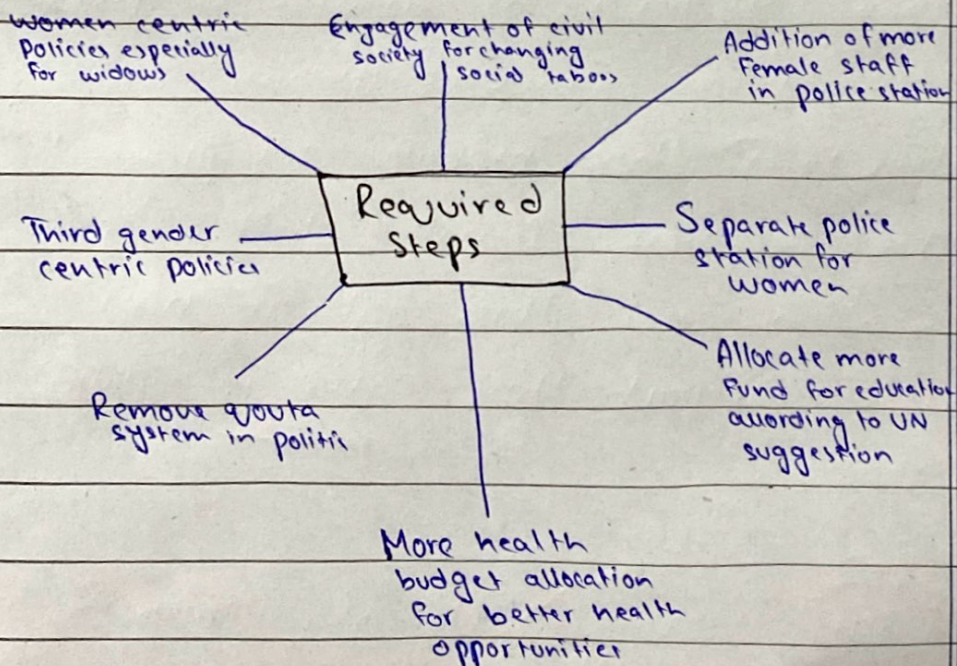 Women centric
Policies especially
for widows
Engagement of civil
society for changing
social taboos
Addition of more
Female staff
in police station
Required
Steps
Third gender
centric policies
Separate police
station for
women
Remove qouta
system in politic
Allocate more
Fund for education
according to UN
suggestion
More health
budget allocation
for better health
opportunities